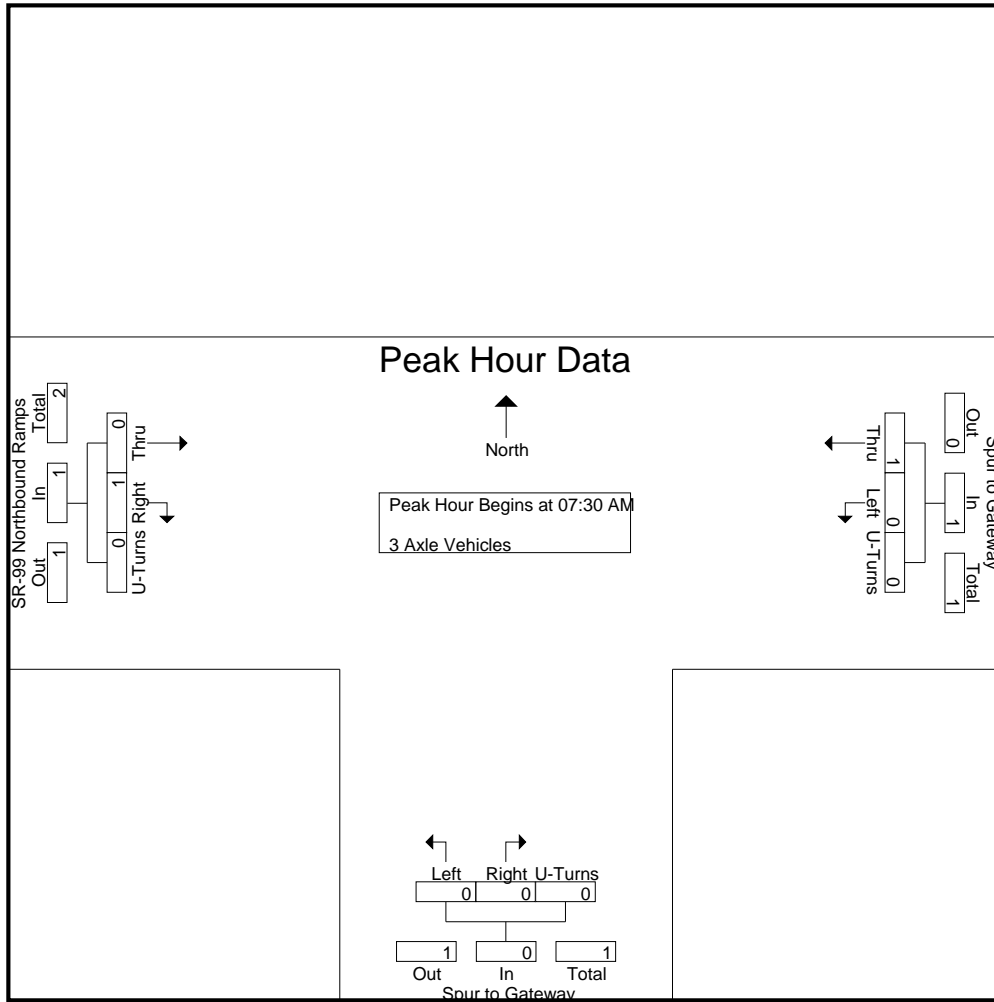 Peak Hour Data
North
Peak Hour Begins at 07:30 AM
3 Axle Vehicles
SR-99 Northbound Ramps
Out
In
Total
1
1
2
U-Turns
Right
Thru
0
1
0
Spur to Gateway
Out
In
Total
0
1
1
Thru
Left
U-Turns
1
0
0
Left Right U-Turns
0 0 0
1 0 1
Out In Total
Spur to Gateway